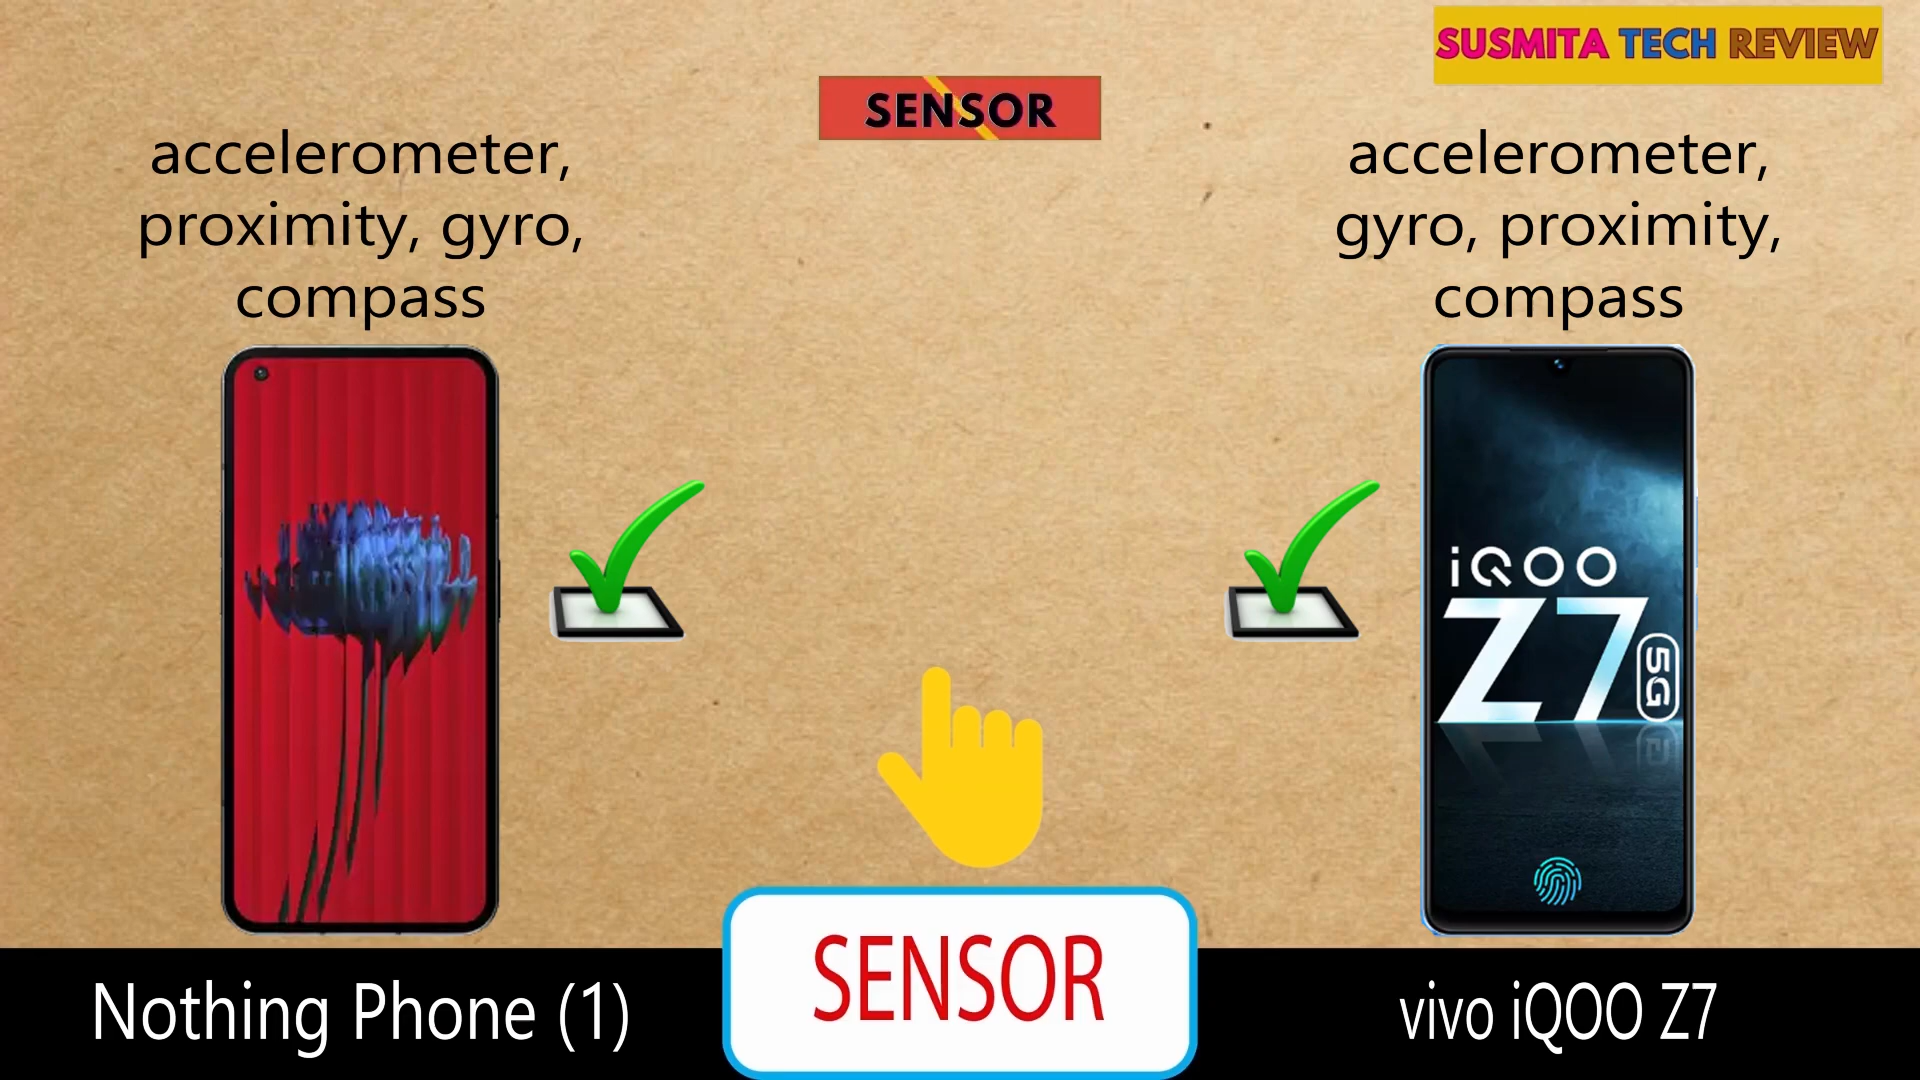 SUSMITA TECH REVIEW
SENSOR
accelerometer,
proximity, gyro,
compass
accelerometer,
gyro, proximity,
compass
iQOO
Z7
5G
Nothing Phone (1)
SENSOR
vivo iQOO Z7